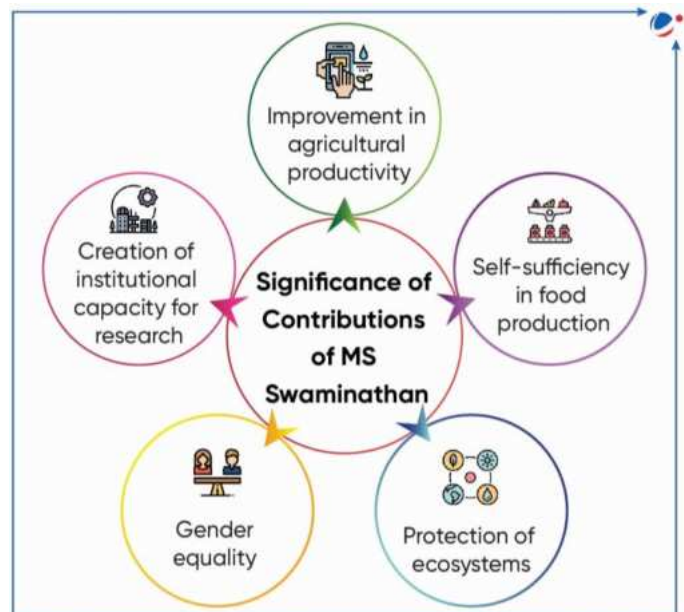 Improvement in
agricultural
productivity
Creation of
institutional
capacity for
research
Significance of
Contributions
of MS
Swaminathan
Self-sufficiency
in food
production
Gender
equality
Protection of
ecosystems